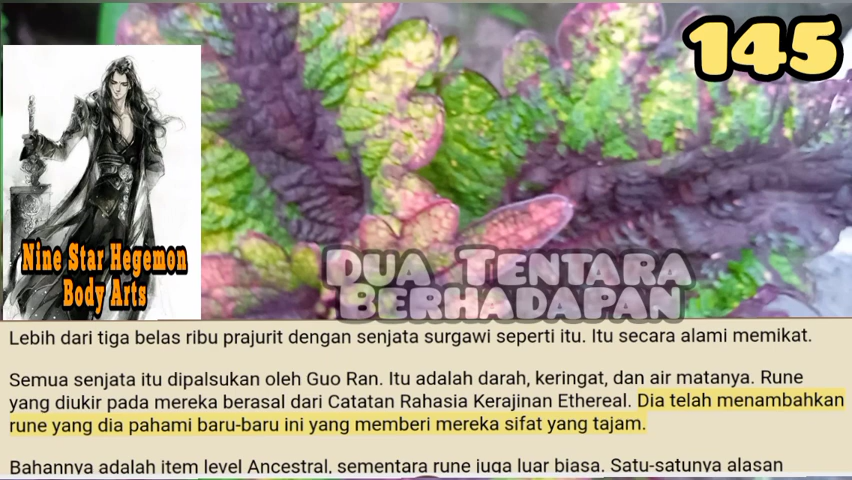 145
Nine Star Hegemon
Body Arts
Dua Tentara
Berhadapan
Lebih dari tiga belas ribu prajurit dengan senjata surgawi seperti itu. Itu secara alami memikat.
Semua senjata itu dipalsukan oleh Guo Ran. Itu adalah darah, keringat, dan air matanya. Rune
yang diukir pada mereka berasal dari Catatan Rahasia Kerajinan Ethereal. Dia telah menambahkan
rune yang dia pahami baru-baru ini yang memberi mereka sifat yang tajam.
Bahannya adalah item level Ancestral, sementara rune juga luar biasa. Satu-satunya alasan